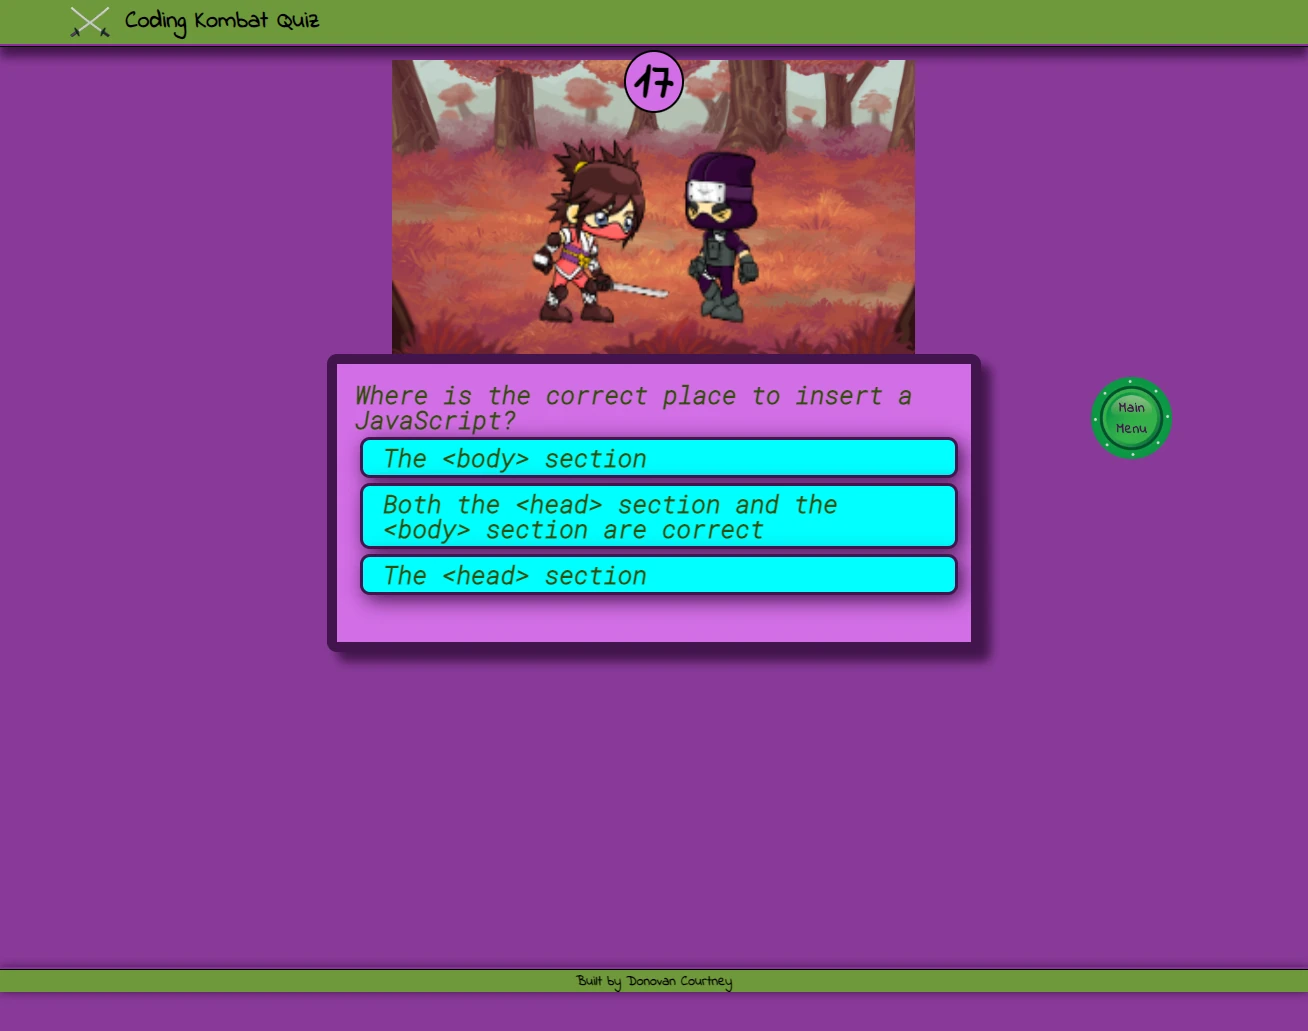 Coding Kombat Quiz
17
Where is the correct place to insert a
JavaScript?
The <body> section
Both the <head> section and the
<body> section are correct
The <head> section
Main
Menu
Built by Donovan Courtney